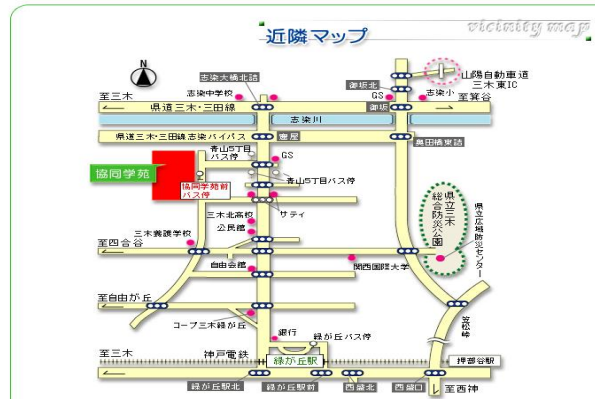 近隣マップ
vicinity map
N
山陽自動車道
三木東IC
志染大橋北詰
志染中学校
御坂北
GS
志染小
至三木
県道三木・三田線
御坂
至箕谷
志染川
県道三木・三田線志染バイパス
窟屋
奥田橋東詰
青山5丁目
バス停
GS
協同学苑
青山5丁目バス停
協同学苑前
バス停
サティ
県立三木
総合防災公園
県立広域防災センター
三木北高校
公民館
三木養護学校
至四合谷
自由会館
関西国際大学
至自由が丘
笠松峠
コープ三木緑が丘
銀行
緑が丘バス停
至三木
神戸電鉄
緑が丘駅
押部谷駅
緑が丘駅北
緑が丘駅前
西盛北
西盛口
至西神